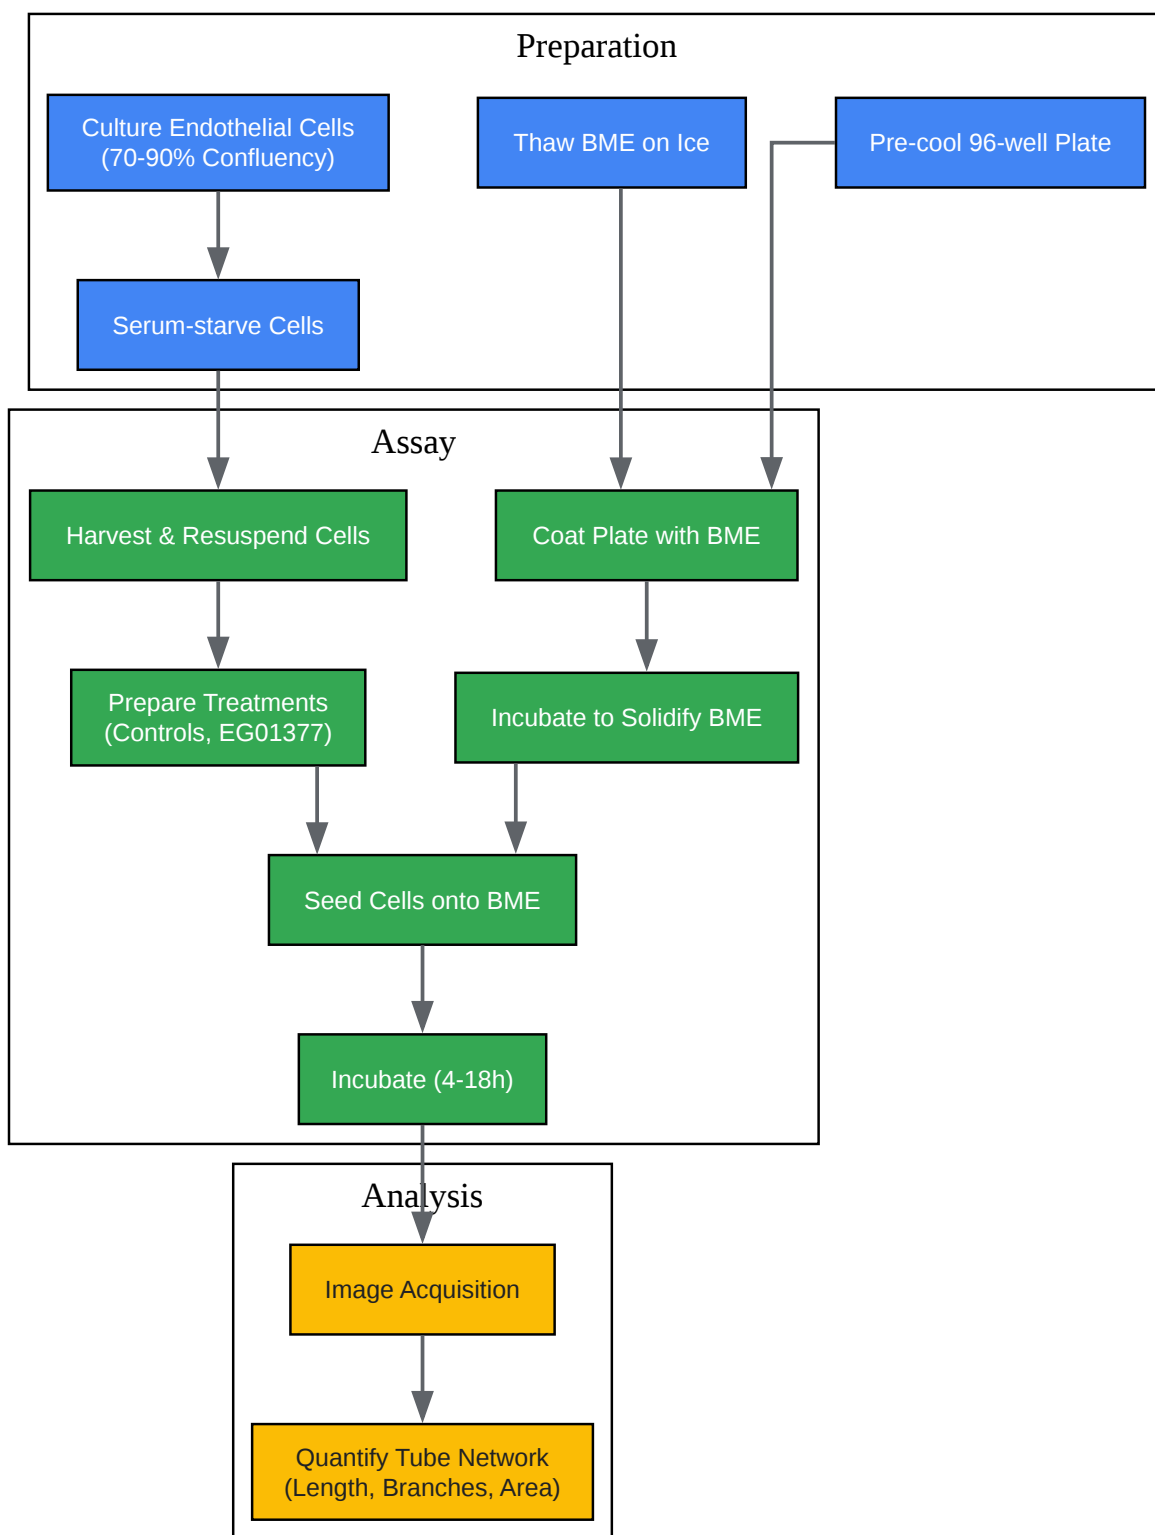 Preparation
Culture Endothelial Cells
(70-90% Confluency)
Thaw BME on Ice
Pre-cool 96-well Plate
Serum-starve Cells
Assay
Harvest & Resuspend Cells
Coat Plate with BME
Prepare Treatments
(Controls, EG01377)
Incubate to Solidify BME
Seed Cells onto BME
Incubate (4-18h)
Analysis
Image Acquisition
Quantify Tube Network
(Length, Branches, Area)